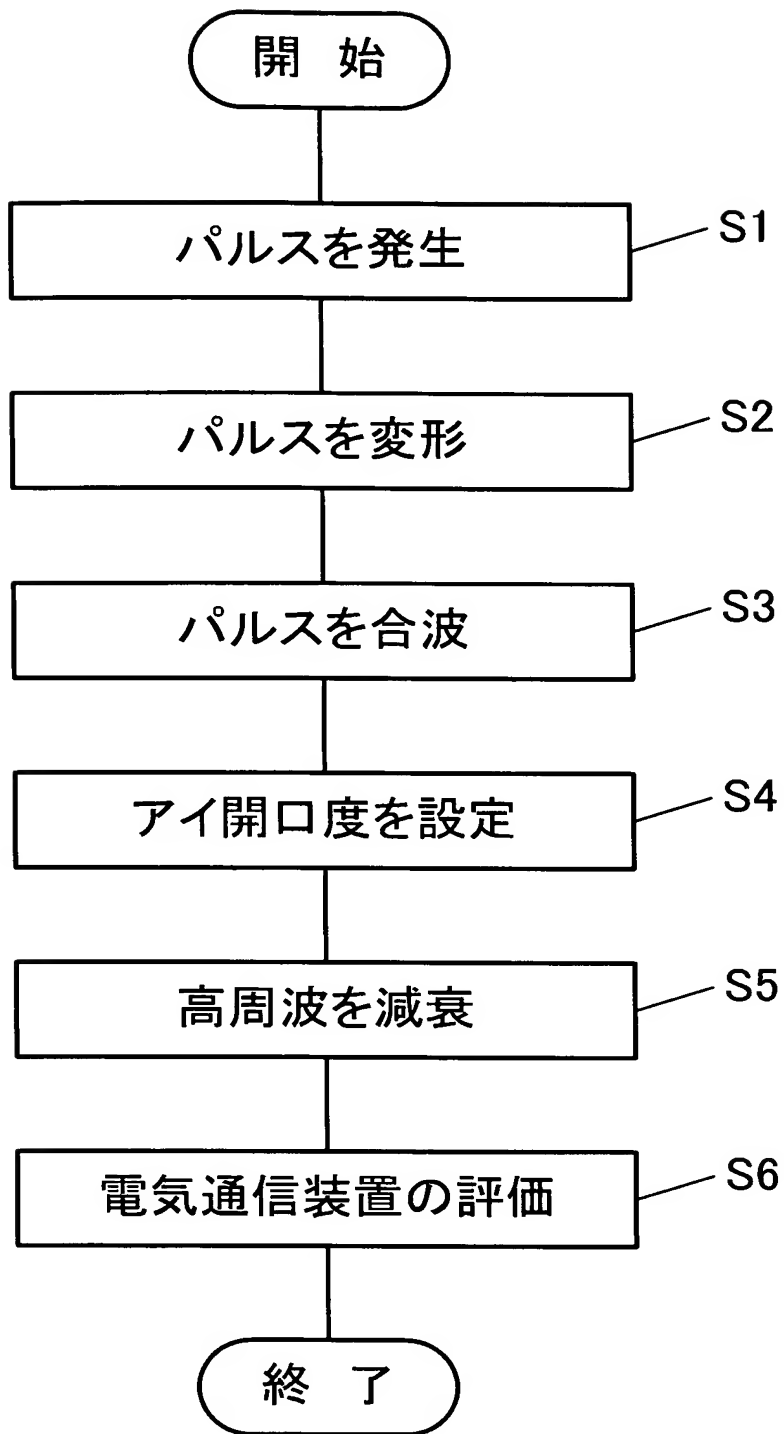 開 始
パルスを発生
S1
パルスを変形
S2
パルスを合波
S3
アイ開口度を設定
S4
高周波を減衰
S5
電気通信装置の評価
S6
終 了